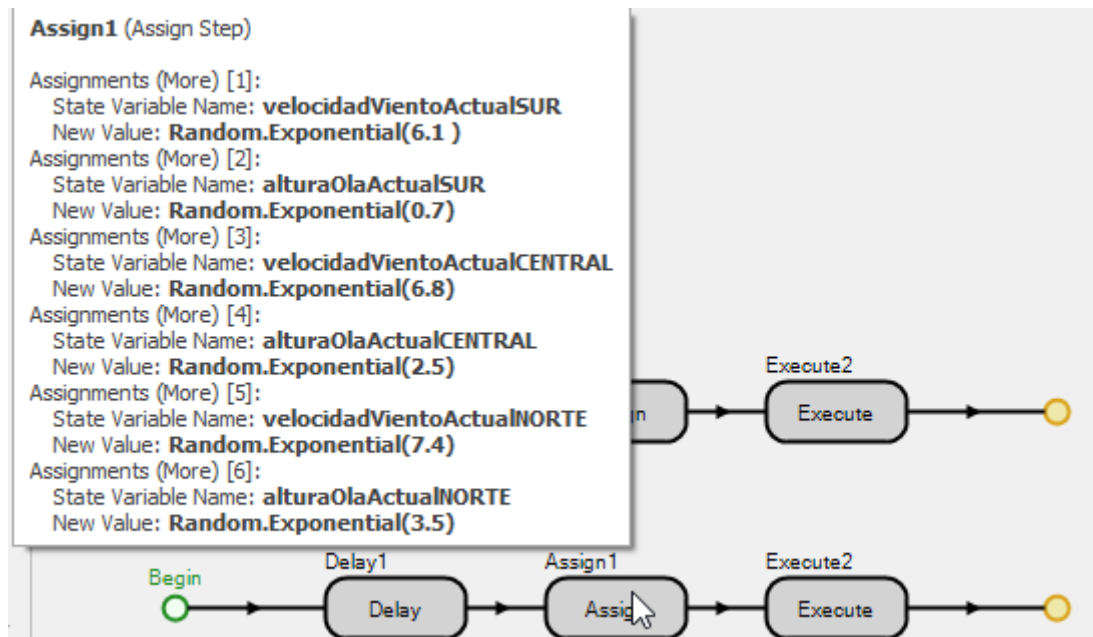 Assign1 (Assign Step)
Assignments (More) [1]:
State Variable Name: velocidadVientoActualSUR
New Value: Random.Exponential(6.1 )
Assignments (More) [2]:
State Variable Name: alturaOlaActualSUR
New Value: Random.Exponential(0.7)
Assignments (More) [3]:
State Variable Name: velocidadVientoActualCENTRAL
New Value: Random.Exponential(6.8)
Assignments (More) [4]:
State Variable Name: alturaOlaActualCENTRAL
New Value: Random.Exponential(2.5)
Assignments (More) [5]:
State Variable Name: velocidadVientoActualNORTE
New Value: Random.Exponential(7.4)
Assignments (More) [6]:
State Variable Name: alturaOlaActualNORTE
New Value: Random.Exponential(3.5)
Execute2
Execute
Begin
Delay1
Assign1
Execute2
Delay
Execute